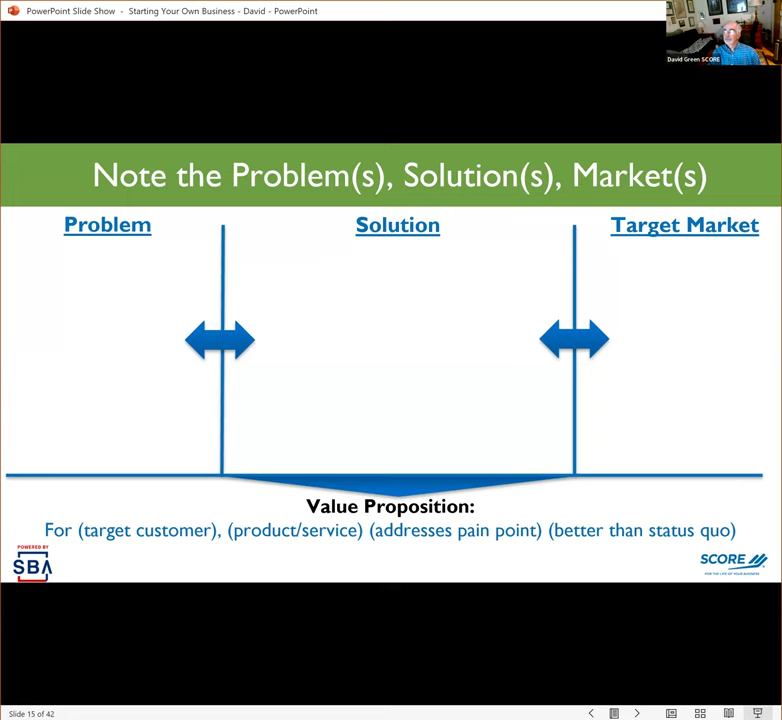 PowerPoint Slide Show - Starting Your Own Business - David - PowerPoint
David Green SCORE
Note the Problem(s), Solution(s), Market(s)
Problem
Solution
Target Market
Value Proposition:
For (target customer), (product/service) (addresses pain point) (better than status quo)
POWERED BY
SBA
SCORE
FOR THE LIFE OF YOUR BUSINESS
Slide 15 of 42